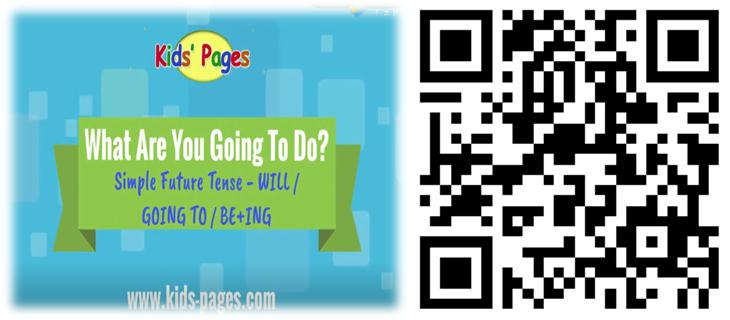 Kids' Pages
What Are You Going To Do?
Simple Future Tense - WILL /
GOING TO / BE+ING
www.kids-pages.com